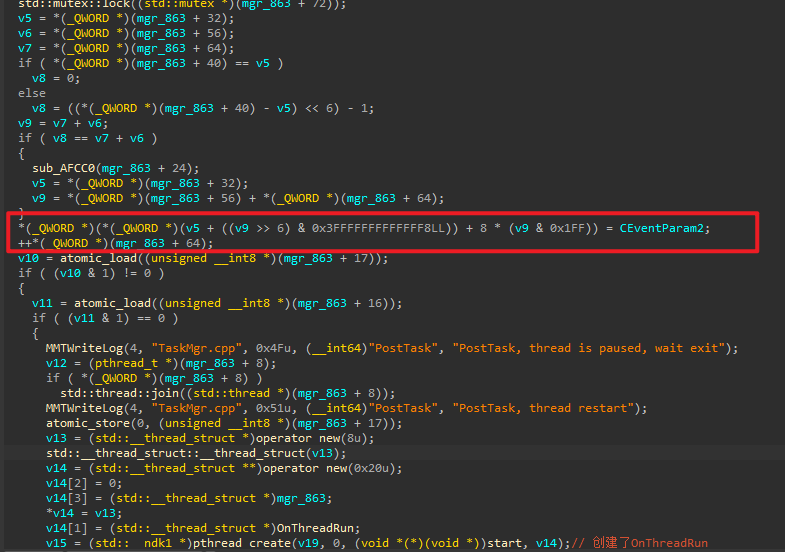 std::mutex::lock((std::mutex *)(mgr_863 + 72));
v5 = *(_QWORD *)(mgr_863 + 32);
v6 = *(_QWORD *)(mgr_863 + 56);
v7 = *(_QWORD *)(mgr_863 + 64);
if ( *(_QWORD *)(mgr_863 + 40) == v5 )
v8 = 0;
else
v8 = ((*(_QWORD *)(mgr_863 + 40) - v5) << 6) - 1;
v9 = v7 + v6;
if ( v8 == v7 + v6 )
{
sub_AFCC0(mgr_863 + 24);
v5 = *(_QWORD *)(mgr_863 + 32);
v9 = *(_QWORD *)(mgr_863 + 56) + *(_QWORD *)(mgr_863 + 64);
}
*(_QWORD *)(*(_QWORD *)(v5 + ((v9 >> 6) & 0x3FFFFFFFFFFFFF8LL)) + 8 * (v9 & 0x1FF)) = CEventParam2;
++*(_QWORD *)(mgr_863 + 64);
v10 = atomic_load((unsigned __int8 *)(mgr_863 + 17));
if ( (v10 & 1) != 0 )
{
v11 = atomic_load((unsigned __int8 *)(mgr_863 + 16));
if ( (v11 & 1) == 0 )
{
MMTWriteLog(4, "TaskMgr.cpp", 0x4Fu, (__int64)"PostTask", "PostTask, thread is paused, wait exit");
v12 = (pthread_t *)(mgr_863 + 8);
if ( *(_QWORD *)(mgr_863 + 8) )
std::thread::join((std::thread *)(mgr_863 + 8));
MMTWriteLog(4, "TaskMgr.cpp", 0x51u, (__int64)"PostTask", "PostTask, thread restart");
atomic_store(0, (unsigned __int8 *)(mgr_863 + 17));
v13 = (std::__thread_struct *)operator new(8u);
std::__thread_struct::__thread_struct(v13);
v14 = (std::__thread_struct **)operator new(0x20u);
v14[2] = 0;
v14[3] = (std::__thread_struct *)mgr_863;
*v14 = v13;
v14[1] = (std::__thread_struct *)OnThreadRun;
v15 = (std::__ndk1 *)pthread_create(v19, 0, (void *(*)(void *))start, v14);// 创建了OnThreadRun